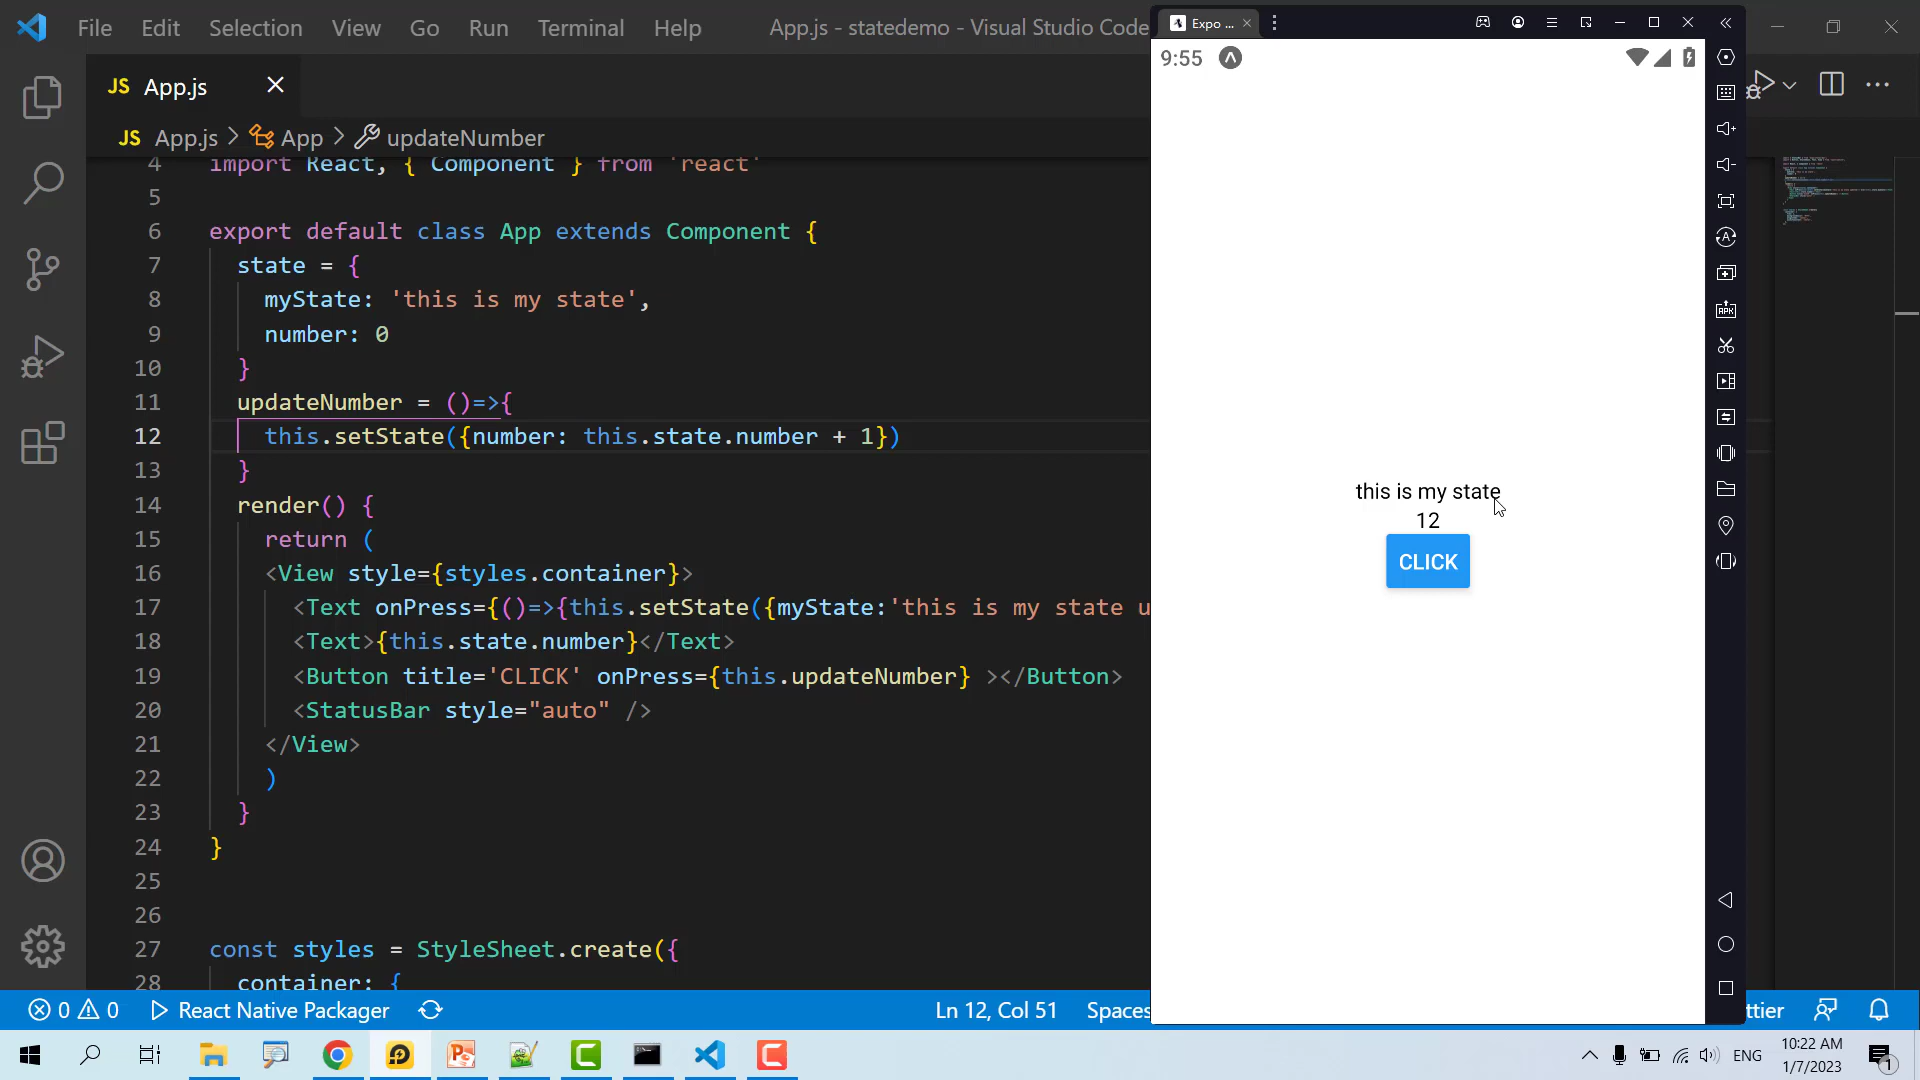 File Edit Selection View Go Run Terminal Help App.js - statedemo - Visual Studio Code
JS App.js
JS App.js > App > updateNumber
4 import React, { Component } from 'react'
5
6 export default class App extends Component {
7 state = {
8 myState: 'this is my state',
9 number: 0
10 }
11 updateNumber = ()=>{
12 this.setState({number: this.state.number + 1})
13 }
14 render() {
15 return (
16 <View style={styles.container}>
17 <Text onPress={()=>{this.setState({myState:'this is my state u
18 <Text>{this.state.number}</Text>
19 <Button title='CLICK' onPress={this.updateNumber} ></Button>
20 <StatusBar style="auto" />
21 </View>
22 )
23 }
24 }
25
26
27 const styles = StyleSheet.create({
28 container: {
0 0 React Native Packager Ln 12, Col 51 Spaces ttier
Expo ...
9:55
this is my state
12
CLICK
APK
ENG
10:22 AM
1/7/2023
1